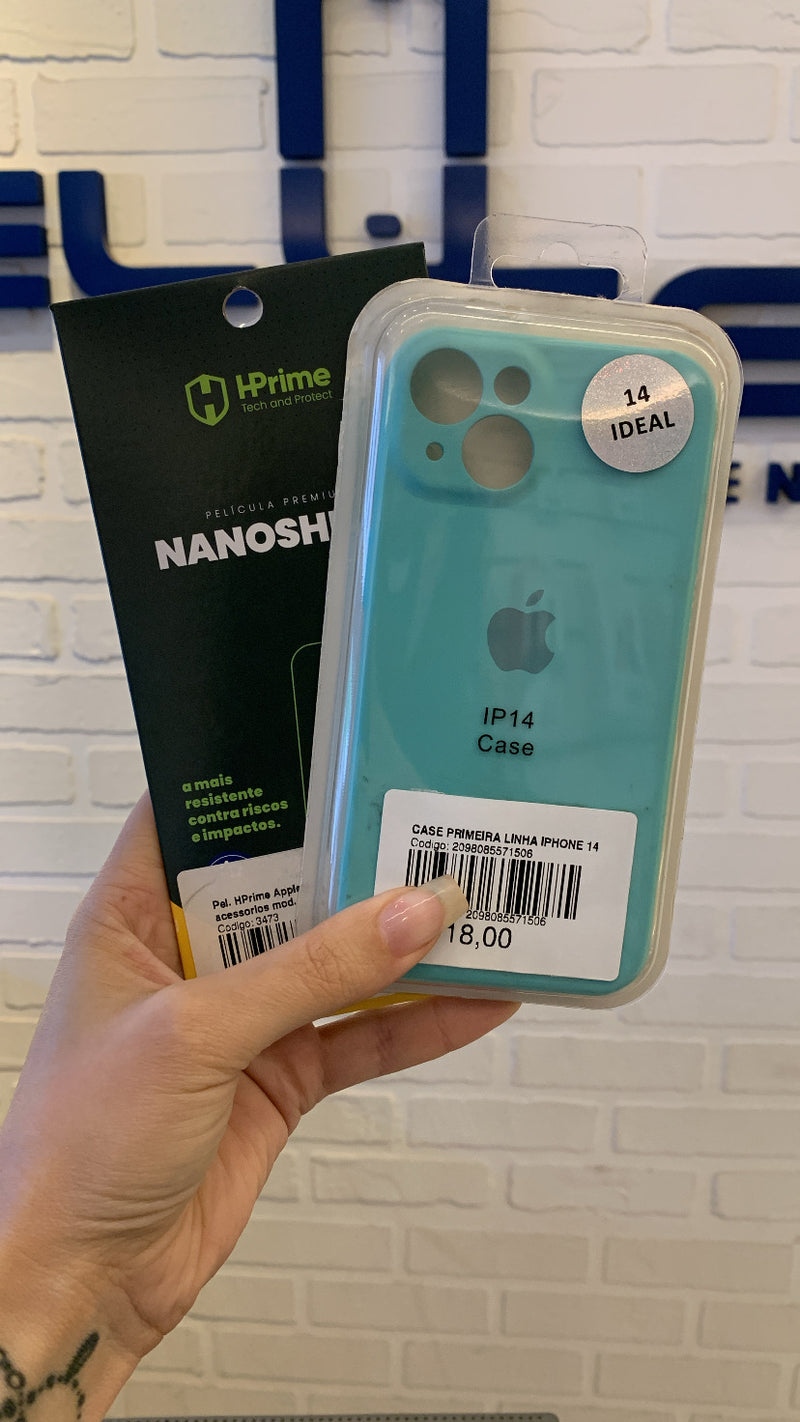 HPrime
Tech and Protect
PELÍCULA
NANOSH
a mais
resistente
contra riscos
e impactos.
Pel. HPrime Apple
acessorios mod.
Codigo: 3473
14
IDEAL
IP14
Case
CASE PRIMEIRA LINHA IPHONE 14
Codigo: 2098085571506
2098085571506
18,00